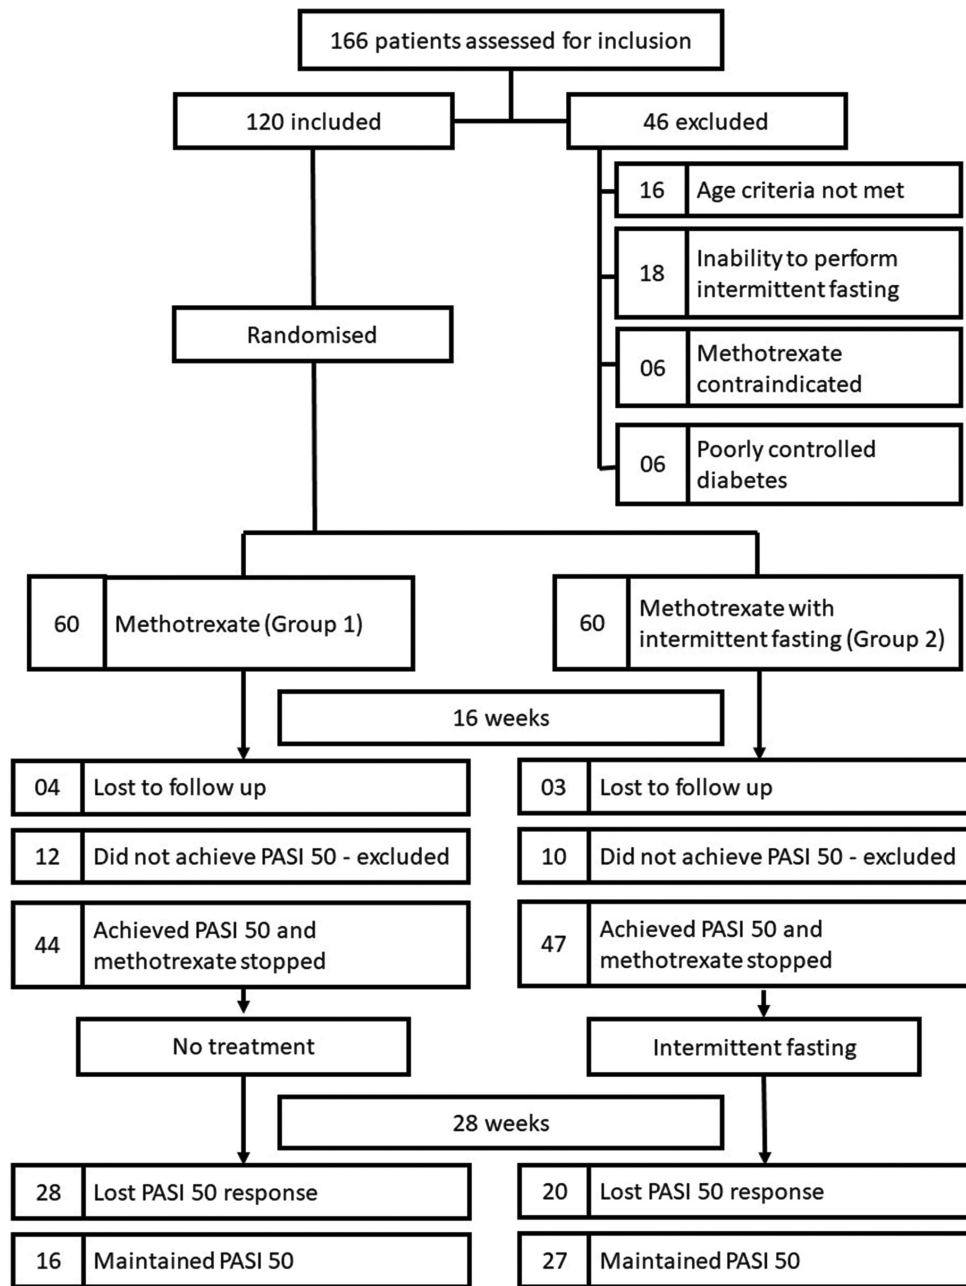 166 patients assessed for inclusion
120 included
46 excluded
16 Age criteria not met
18 Inability to perform
intermittent fasting
06 Methotrexate
contraindicated
06 Poorly controlled
diabetes
Randomised
60 Methotrexate (Group 1)
60 Methotrexate with
intermittent fasting (Group 2)
16 weeks
04 Lost to follow up
03 Lost to follow up
12 Did not achieve PASI 50 - excluded
10 Did not achieve PASI 50 - excluded
44 Achieved PASI 50 and
methotrexate stopped
47 Achieved PASI 50 and
methotrexate stopped
No treatment
Intermittent fasting
28 weeks
28 Lost PASI 50 response
20 Lost PASI 50 response
16 Maintained PASI 50
27 Maintained PASI 50